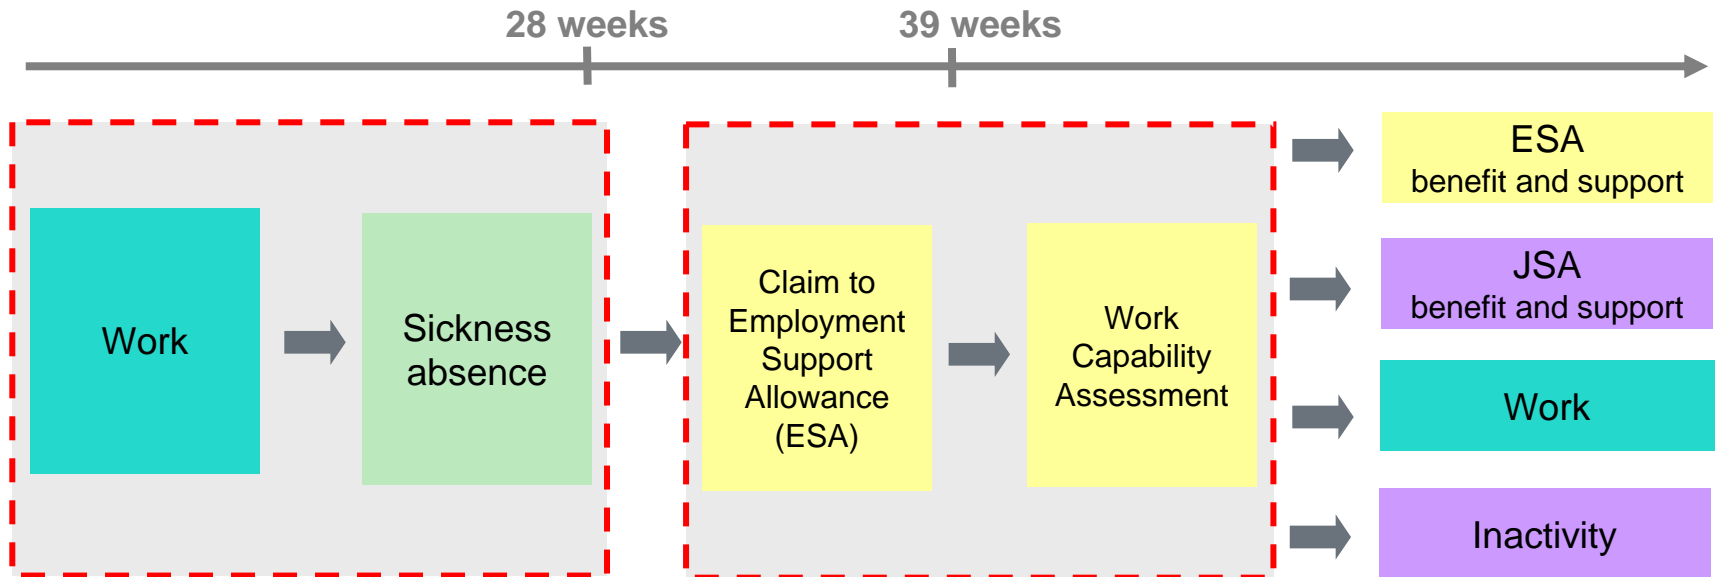 28 weeks
39 weeks
Work
Sickness
absence
Claim to
Employment
Support
Allowance
(ESA)
Work
Capability
Assessment
ESA
benefit and support
JSA
benefit and support
Work
Inactivity